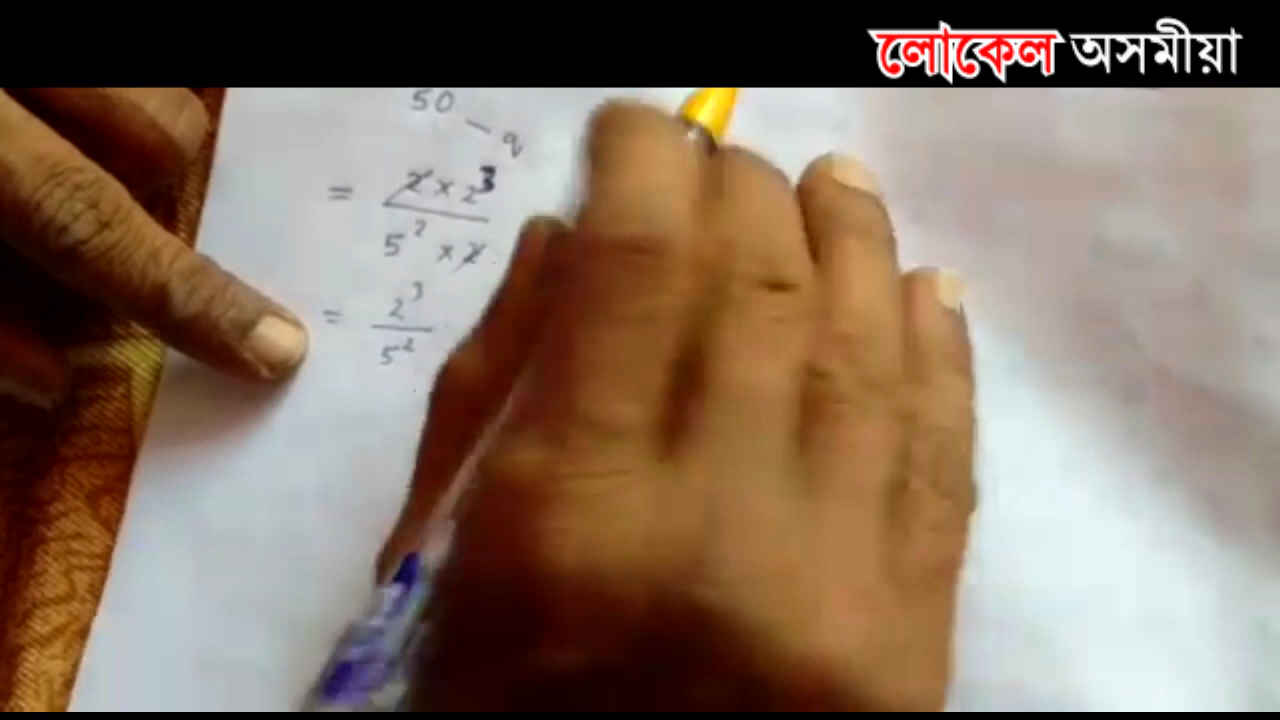 লোকেল অসমীয়া
50 — q
= 2 × 2³ / 5² × 2
= 2³ / 5²